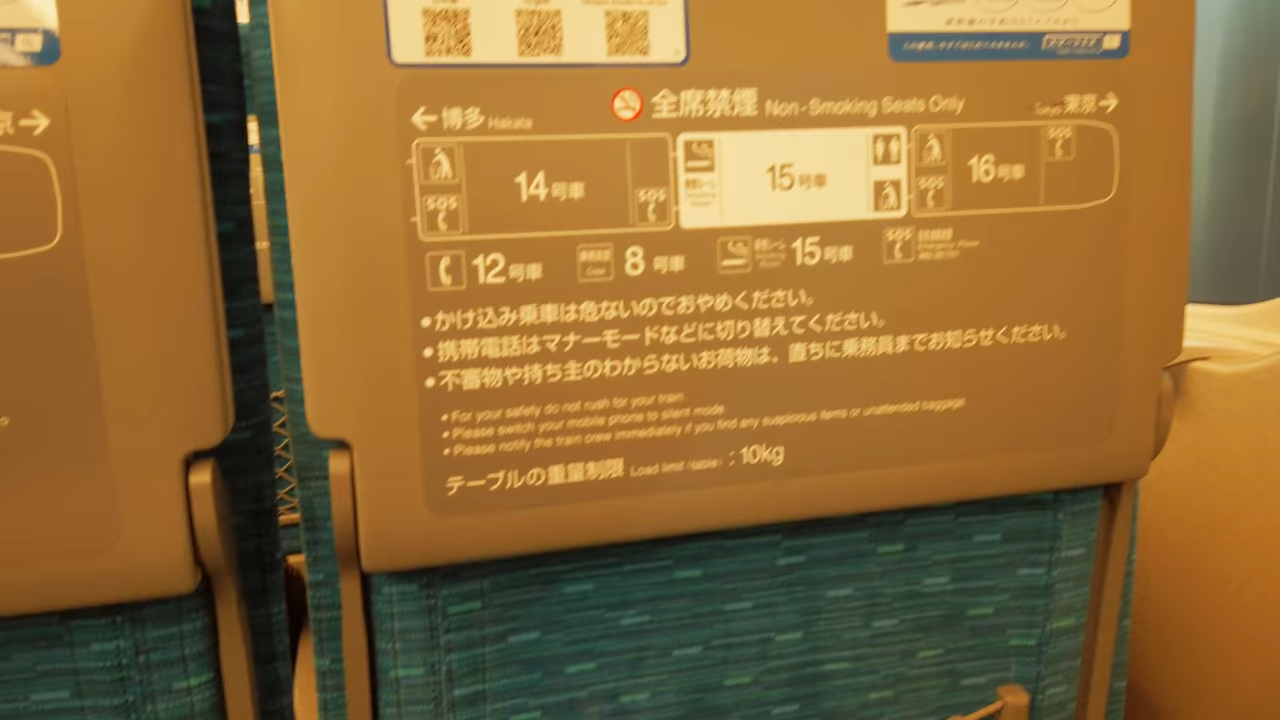 京→
←博多 Hakata
全席禁煙 Non-Smoking Seats Only
Tokyo 東京→
14号車
SOS
SOS
15号車
SOS
16号車
SOS
12号車
8号車
15号車
SOS
•かけ込み乗車は危ないのでおやめください。
•携帯電話はマナーモードなどに切り替えてください。
•不審物や持ち主のわからないお荷物は、直ちに乗務員までお知らせください。
•For your safety do not rush for your train.
•Please switch your mobile phone to silent mode.
•Please notify the train crew immediately if you find any suspicious items or unattended baggage.
テーブルの重量制限 Load limit (table) : 10kg